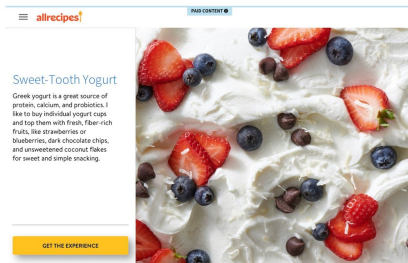 PAID CONTENT
allrecipes
Sweet-Tooth Yogurt
Greek yogurt is a great source of
protein, calcium, and probiotics. I
like to buy individual yogurt cups
and top them with fresh, fiber-rich
fruits, like strawberries or
blueberries, dark chocolate chips,
and unsweetened coconut flakes
for sweet and simple snacking.
GET THE EXPERIENCE